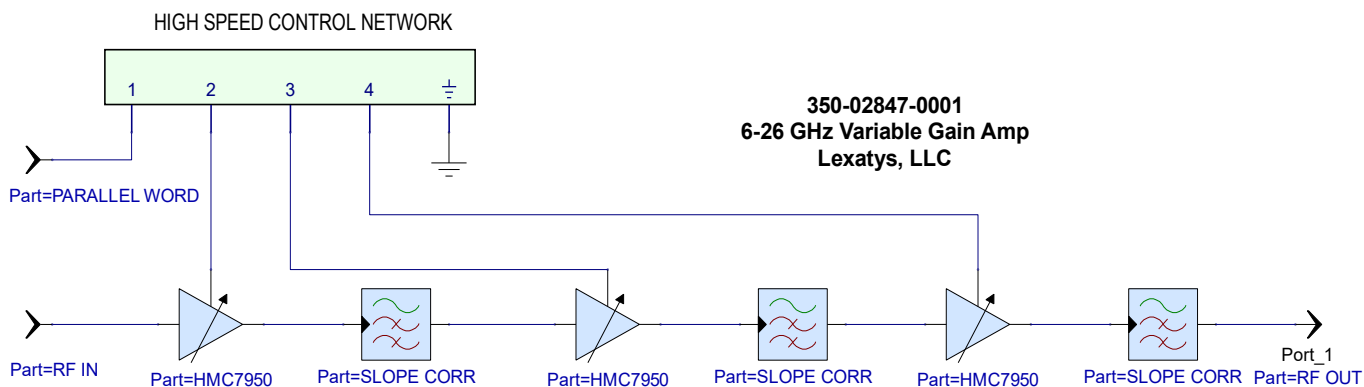 HIGH SPEED CONTROL NETWORK
1 2 3 4
350-02847-0001
6-26 GHz Variable Gain Amp
Lexatys, LLC
Part=PARALLEL WORD
Part=RF IN
Part=HMC7950
Part=SLOPE CORR
Part=HMC7950
Part=SLOPE CORR
Part=HMC7950
Part=SLOPE CORR
Port_1
Part=RF OUT